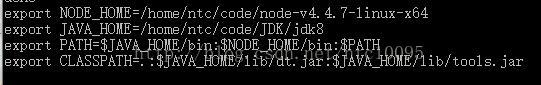 export NODE_HOME=/home/ntc/code/node-v4.4.7-linux-x64
export JAVA_HOME=/home/ntc/code/JDK/jdk8
export PATH=$JAVA_HOME/bin:$NODE_HOME/bin:$PATH
export CLASSPATH=.:$JAVA_HOME/lib/dt.jar:$JAVA_HOME/lib/tools.jar